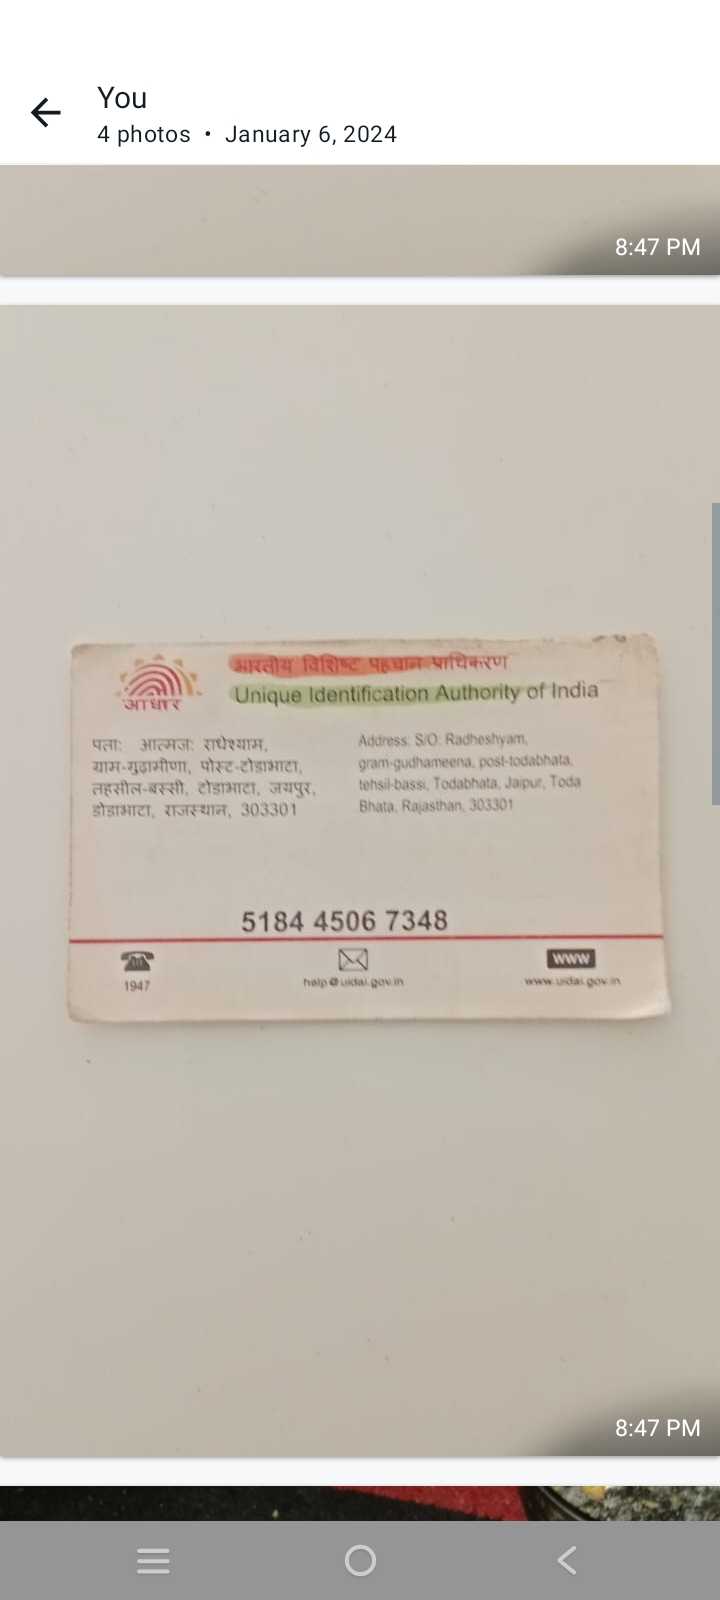 You
4 photos • January 6, 2024
8:47 PM
भारतीय विशिष्ट पहचान प्राधिकरण
Unique Identification Authority of India
आधार
पता: आत्मज: राधेश्याम,
ग्राम-गुढामीणा, पोस्ट-टोडाभाटा,
तहसील-बस्सी, टोडाभाटा, जयपुर,
डोडाभाटा, राजस्थान, 303301
Address: S/O: Radheshyam,
gram-gudhameena, post-todabhata,
tehsil-bassi, Todabhata, Jaipur, Toda
Bhata, Rajasthan, 303301
5184 4506 7348
1947
help@uidai.gov.in
www
www.uidai.gov.in
8:47 PM